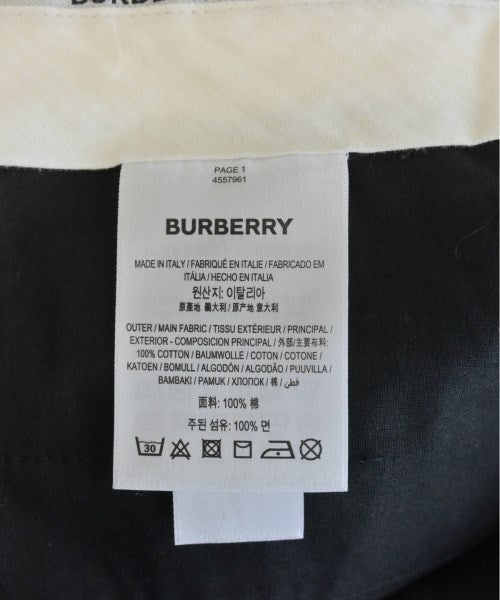 PAGE 1
4557961
BURBERRY
MADE IN ITALY / FABRIQUÉ EN ITALIE / FABRICADO EM
ITÁLIA / HECHO EN ITALIA
원산지: 이탈리아
原產地 義大利 / 原产地 意大利
OUTER / MAIN FABRIC / TISSU EXTÉRIEUR / PRINCIPAL /
EXTERIOR - COMPOSICION PRINCIPAL / 外部/主要布料:
100% COTTON / BAUMWOLLE / COTON / COTONE /
KATOEN / BOMULL / ALGODÓN / ALGODÃO / PUUVILLA /
BAMBAKI / PAMUK / ХЛОПОК / 棉 / قطن /
面料: 100% 棉
주된 섬유: 100% 면
30